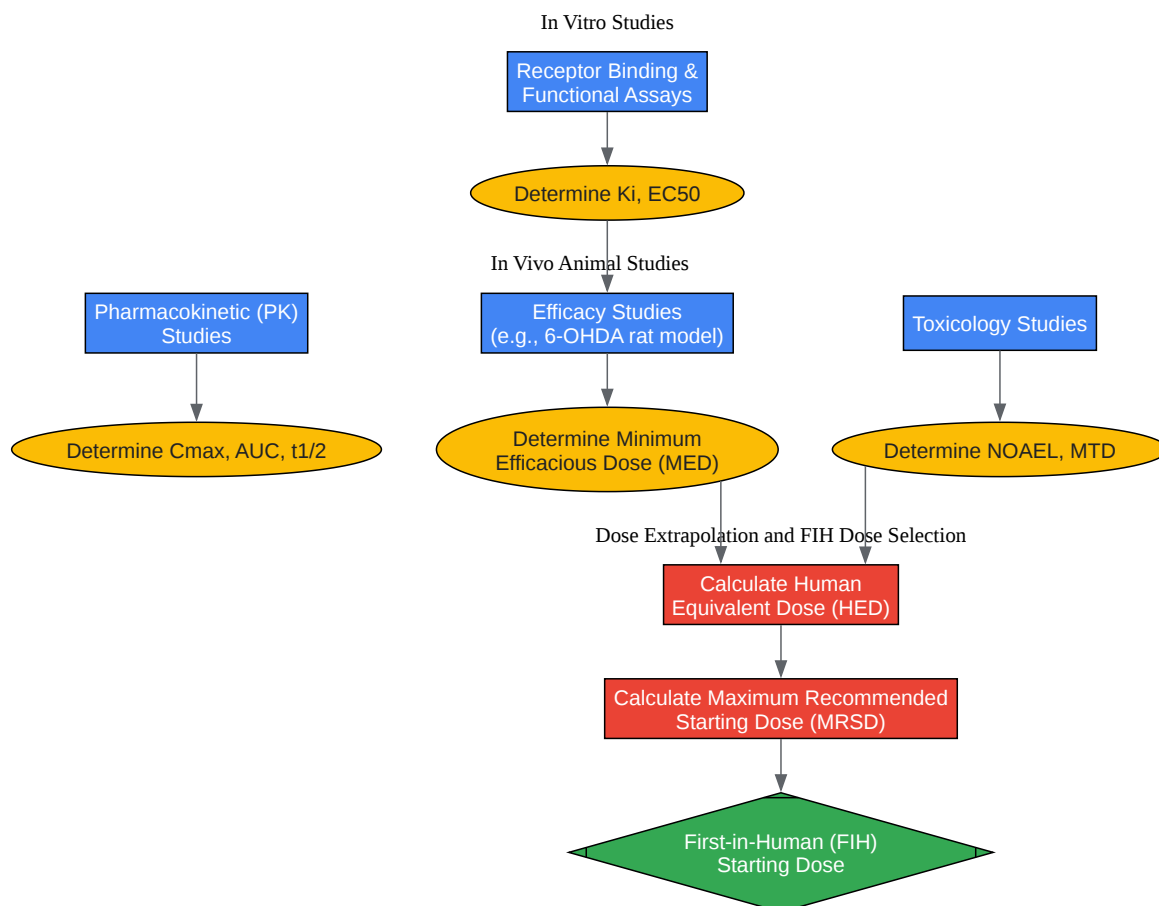 In Vitro Studies
Receptor Binding &
Functional Assays
Determine Ki, EC50
In Vivo Animal Studies
Pharmacokinetic (PK)
Studies
Efficacy Studies
(e.g., 6-OHDA rat model)
Toxicology Studies
Determine Cmax, AUC, t1/2
Determine Minimum
Efficacious Dose (MED)
Determine NOAEL, MTD
Dose Extrapolation and FIH Dose Selection
Calculate Human
Equivalent Dose (HED)
Calculate Maximum Recommended
Starting Dose (MRSD)
First-in-Human (FIH)
Starting Dose